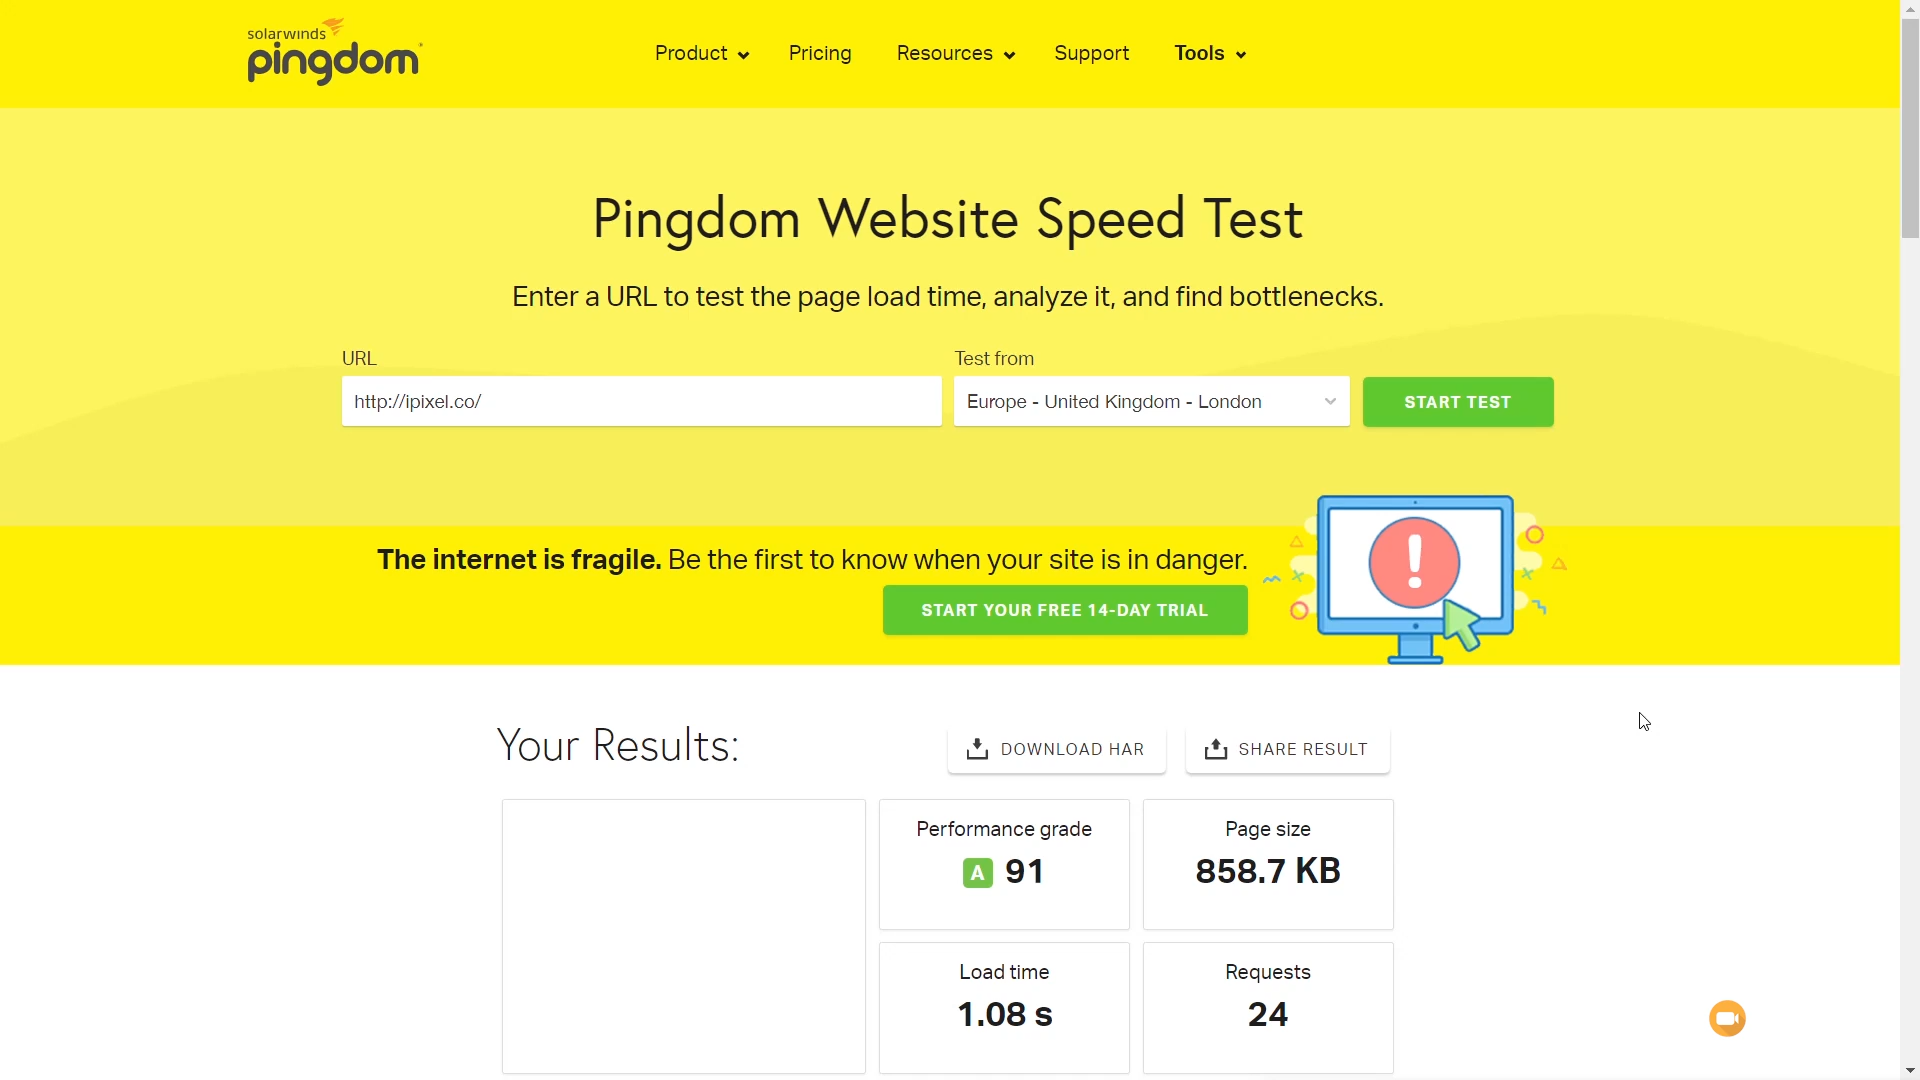 solarwinds
pingdom
Product
Pricing
Resources
Support
Tools
Pingdom Website Speed Test
Enter a URL to test the page load time, analyze it, and find bottlenecks.
URL
Test from
http://ipixel.co/
Europe - United Kingdom - London
START TEST
The internet is fragile. Be the first to know when your site is in danger.
START YOUR FREE 14-DAY TRIAL
Your Results:
DOWNLOAD HAR
SHARE RESULT
Performance grade
A 91
Page size
858.7 KB
Load time
1.08 s
Requests
24